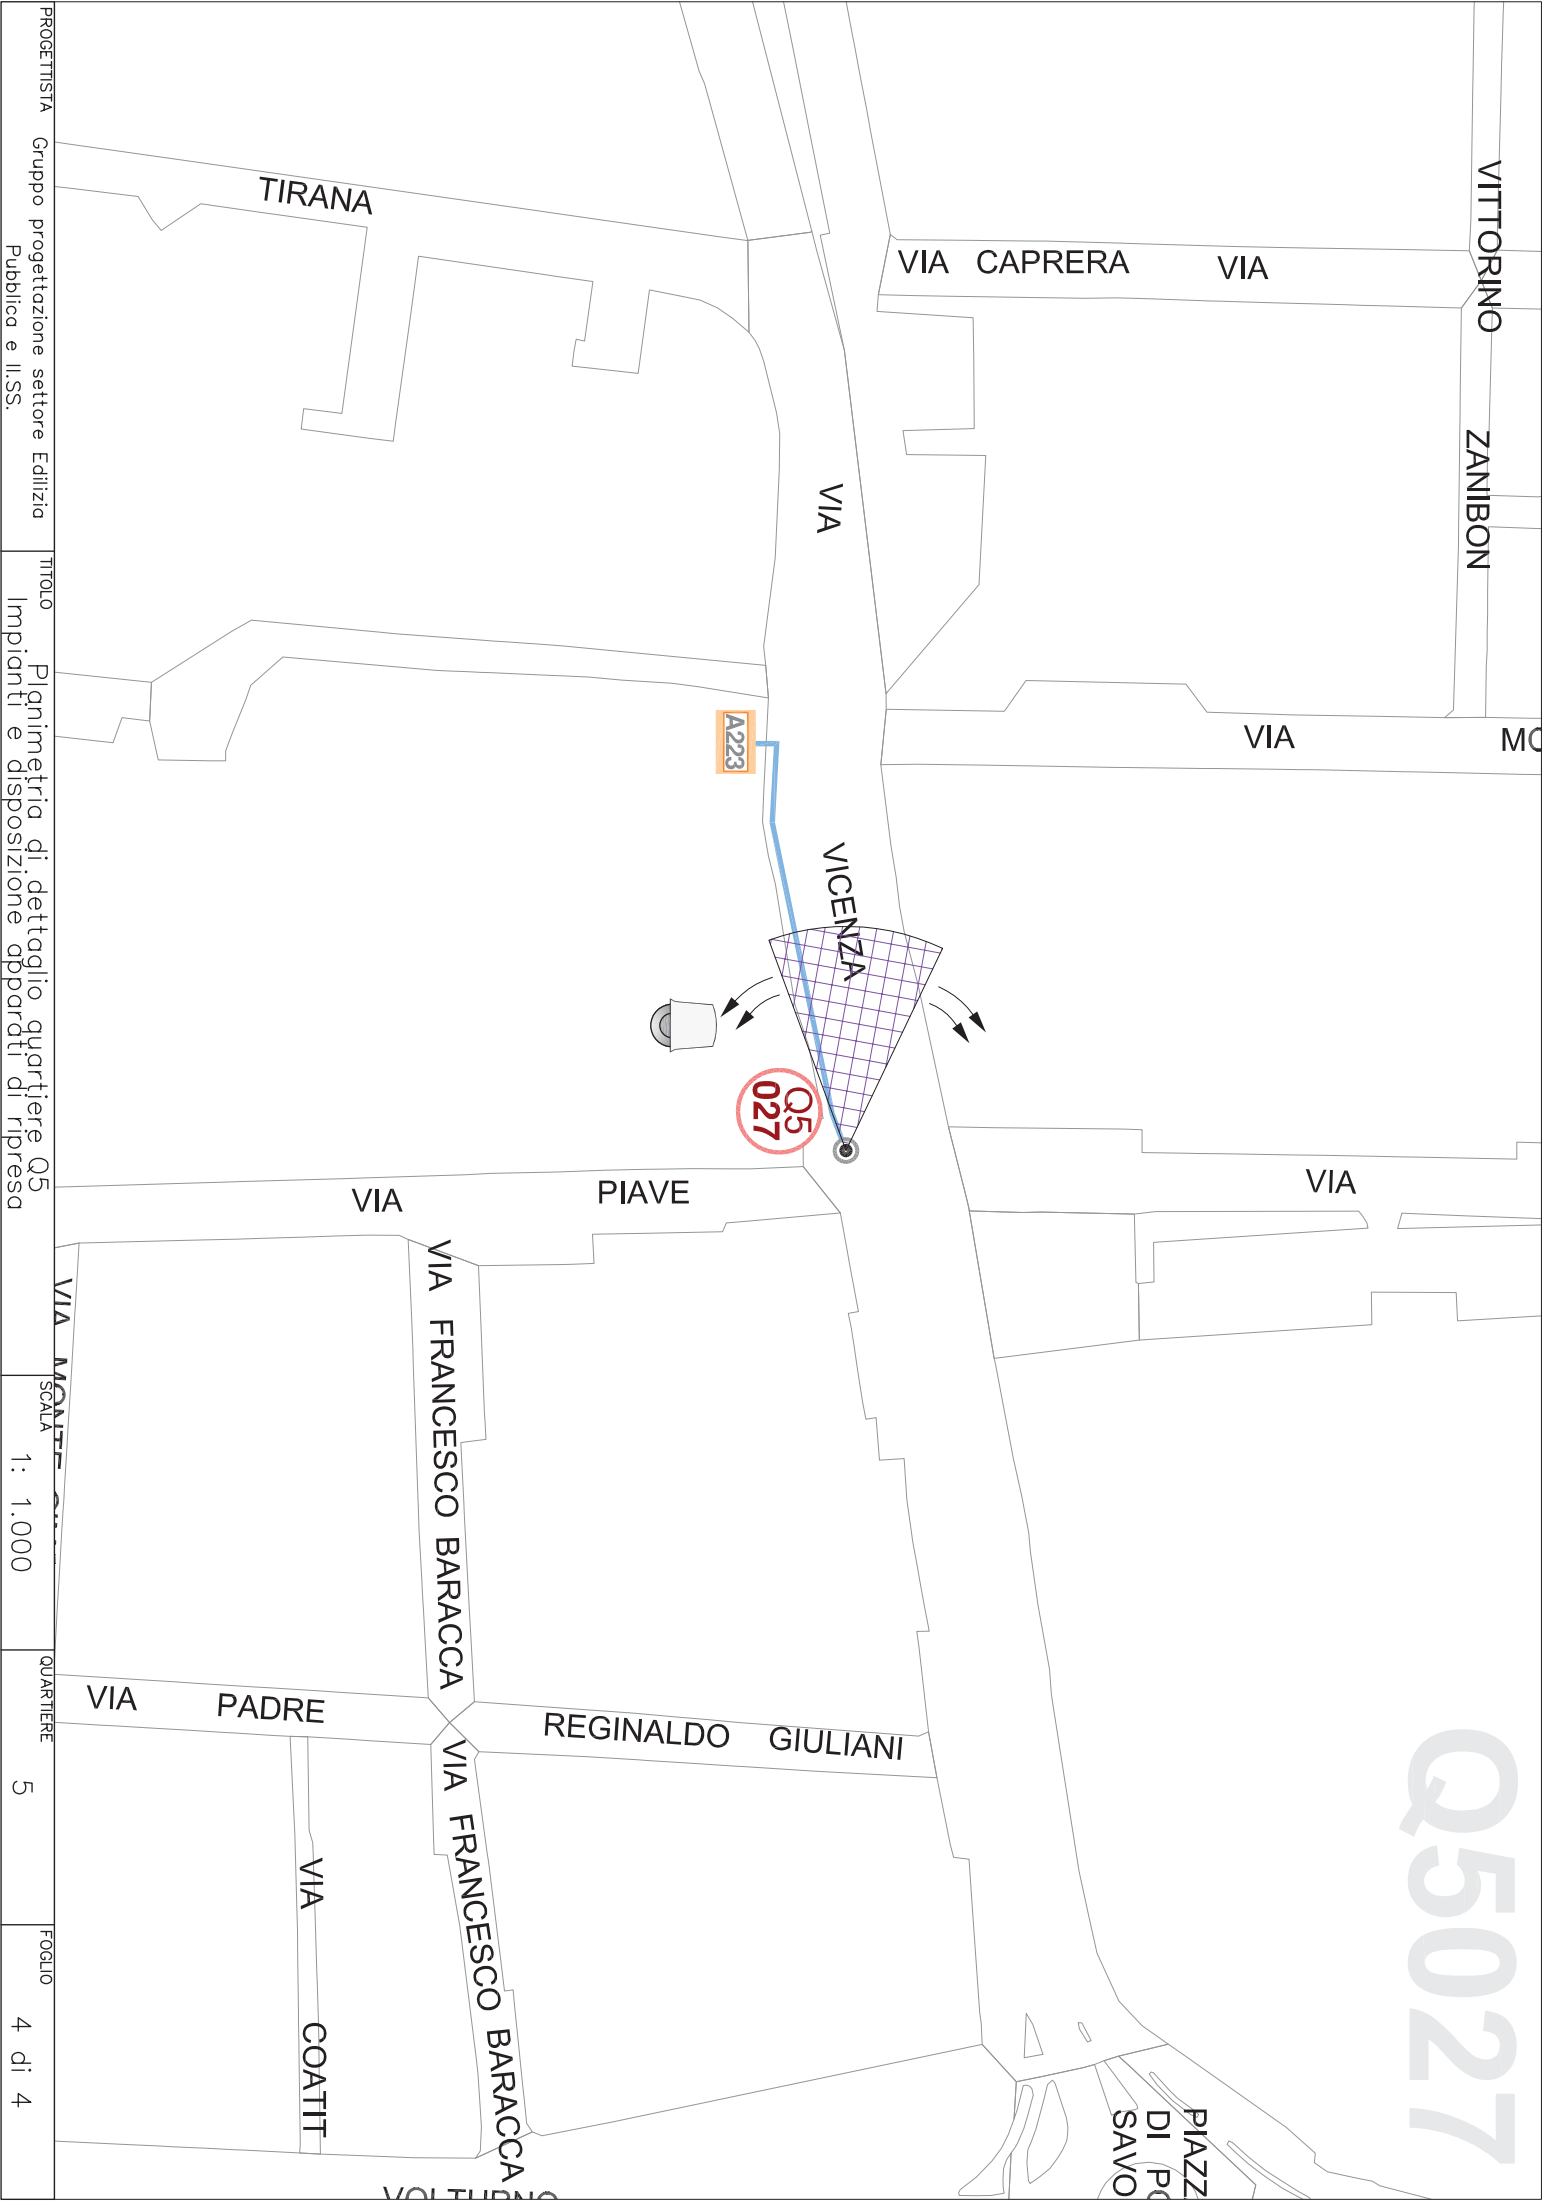 Q5027
VITTORINO
ZANIBON
VIA CAPRERA VIA
VIA
VIA
PIAZZ
DI PO
SAVO
VIA
VICENZA
Q5
027
A223
TIRANA
VIA PIAVE
VIA FRANCESCO BARACCA
VIA FRANCESCO BARACCA
VIA PADRE REGINALDO GIULIANI
VIA COATIT
VOLTURNO
VIA MONTE
PROGETTISTA
Gruppo progettazione settore Edilizia
Pubblica e II.SS.
TITOLO
Planimetria di dettaglio quartiere Q5
Impianti e disposizione apparati di ripresa
SCALA
1: 1.000
QUARTIERE
5
FOGLIO
4 di 4